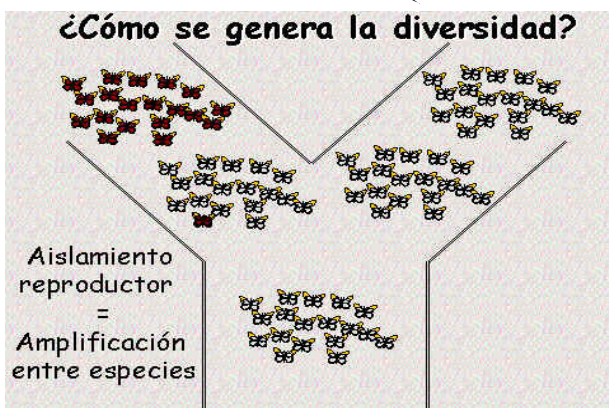 ¿Cómo se genera la diversidad?
Aislamiento
reproductor
=
Amplificación
entre especies